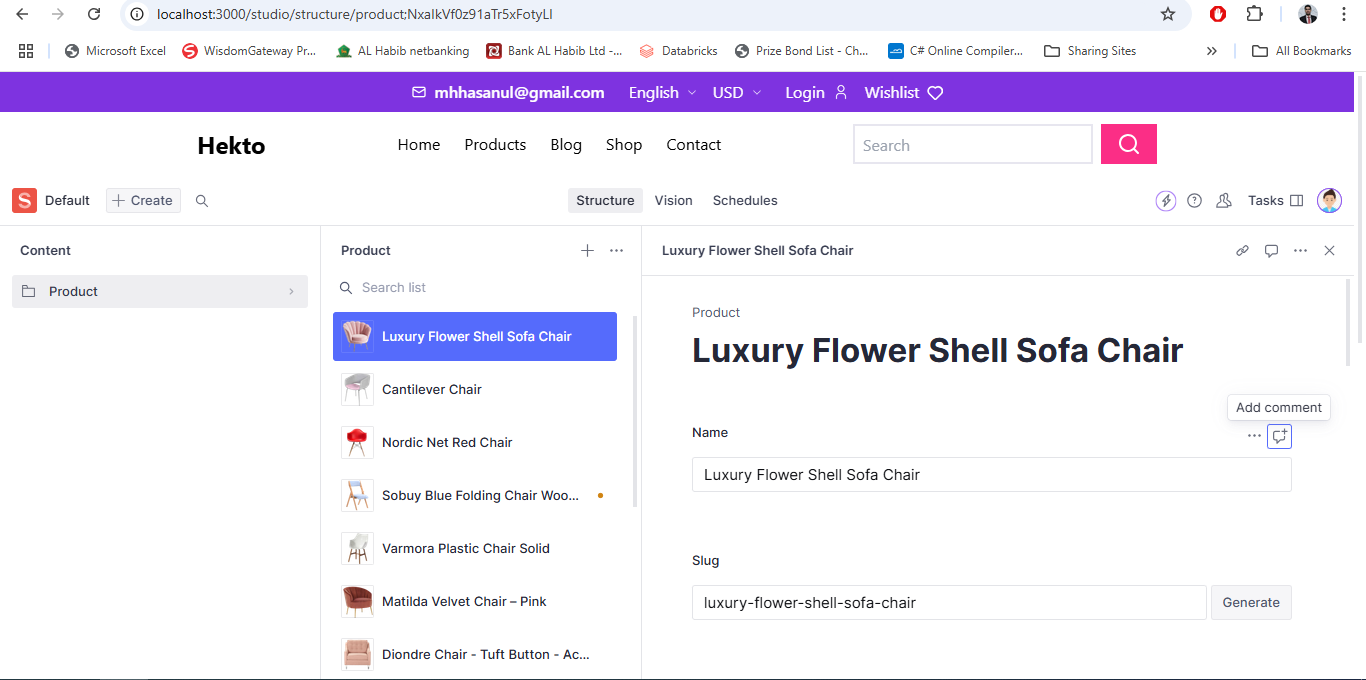 localhost:3000/studio/structure/product;NxaIkVf0z91aTr5xFotyLl
Microsoft Excel WisdomGateway Pr... AL Habib netbanking Bank AL Habib Ltd -... Databricks Prize Bond List - Ch... C# Online Compiler... Sharing Sites » All Bookmarks
mhhasanul@gmail.com English USD Login Wishlist
Hekto Home Products Blog Shop Contact Search
S Default + Create Structure Vision Schedules Tasks
Content
Product
Product
Search list
Luxury Flower Shell Sofa Chair
Cantilever Chair
Nordic Net Red Chair
Sobuy Blue Folding Chair Woo...
Varmora Plastic Chair Solid
Matilda Velvet Chair – Pink
Diondre Chair - Tuft Button - Ac...
Luxury Flower Shell Sofa Chair
Product
Luxury Flower Shell Sofa Chair
Add comment
Name
Luxury Flower Shell Sofa Chair
Slug
luxury-flower-shell-sofa-chair Generate